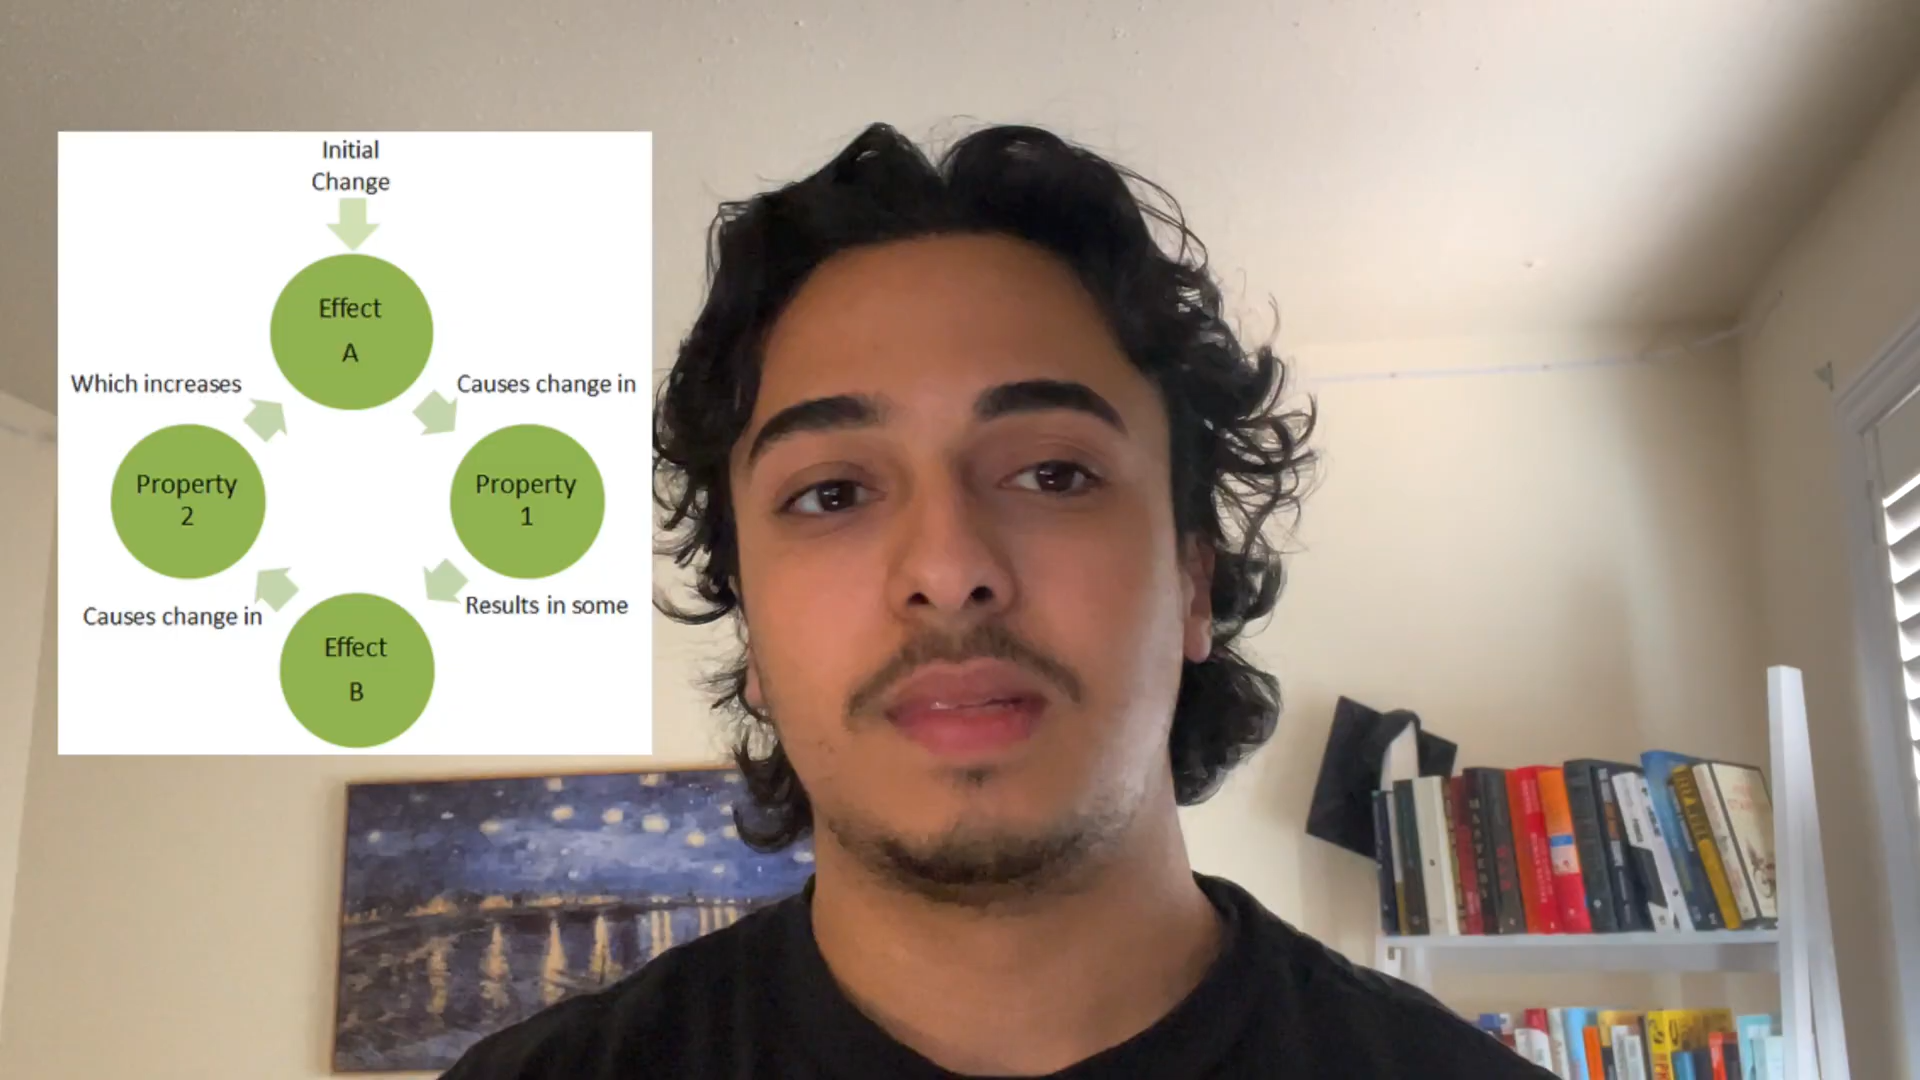 Initial
Change
Effect
A
Which increases
Causes change in
Property
2
Property
1
Causes change in
Results in some
Effect
B